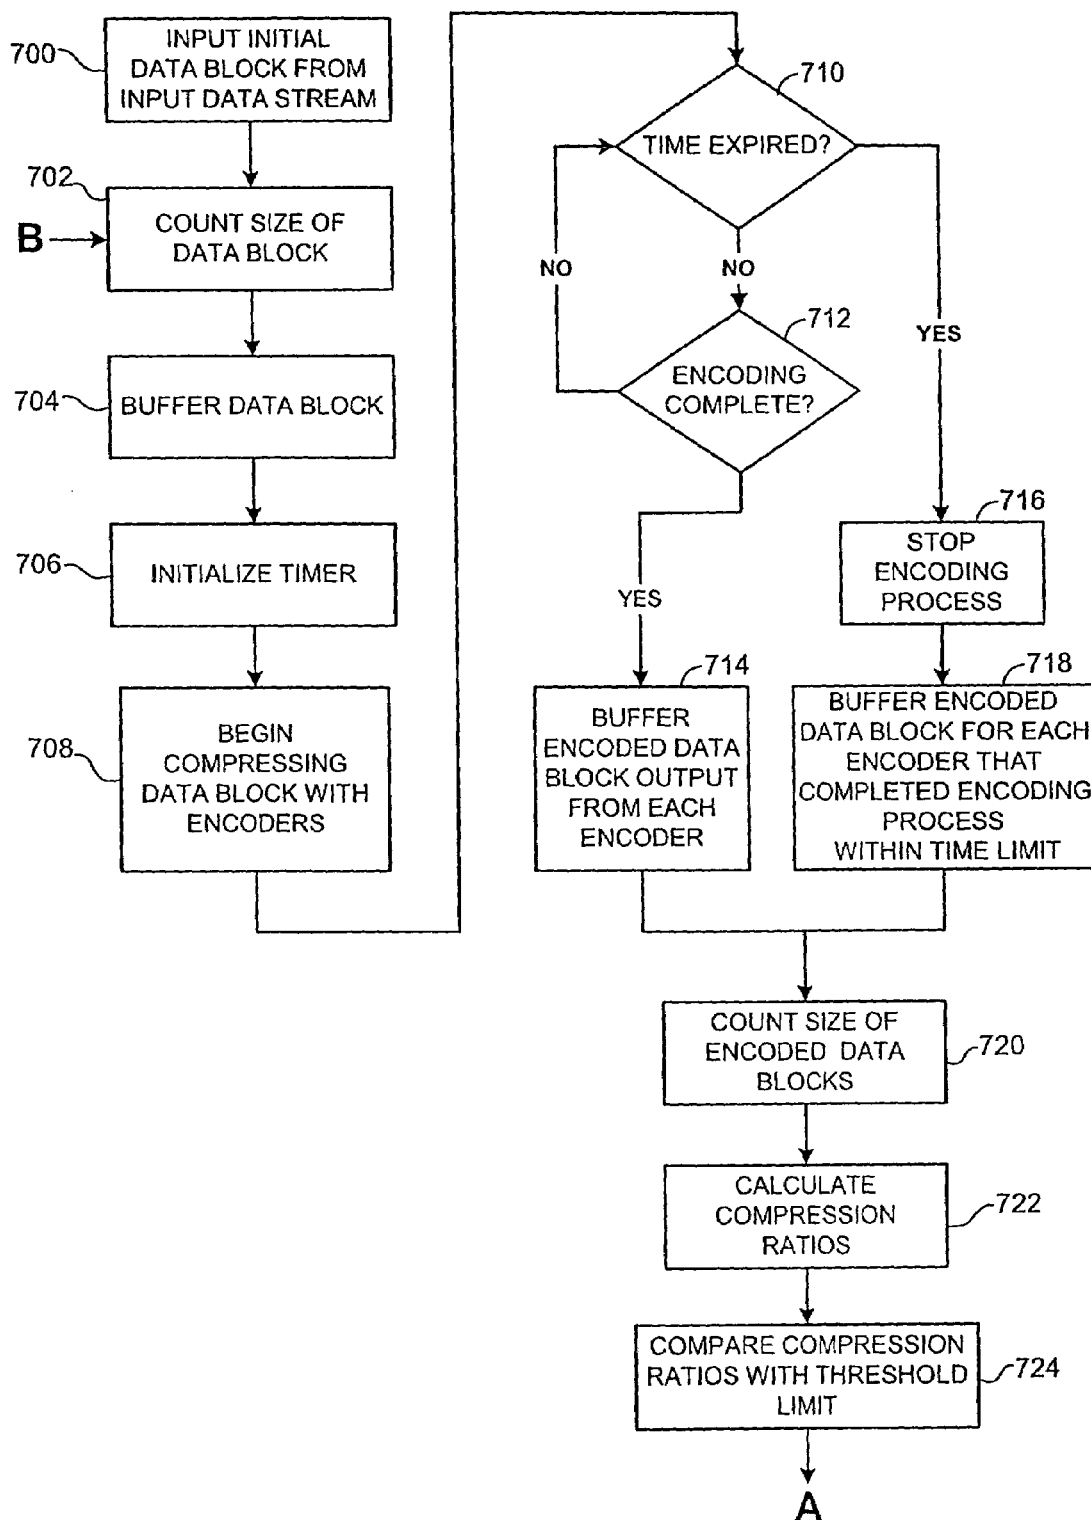 700
INPUT INITIAL
DATA BLOCK FROM
INPUT DATA STREAM
702
B
COUNT SIZE OF
DATA BLOCK
704
BUFFER DATA BLOCK
706
INITIALIZE TIMER
708
BEGIN
COMPRESSING
DATA BLOCK WITH
ENCODERS
710
TIME EXPIRED?
NO
NO
YES
712
ENCODING
COMPLETE?
YES
716
STOP
ENCODING
PROCESS
714
BUFFER
ENCODED DATA
BLOCK OUTPUT
FROM EACH
ENCODER
718
BUFFER ENCODED
DATA BLOCK FOR EACH
ENCODER THAT
COMPLETED ENCODING
PROCESS
WITHIN TIME LIMIT
COUNT SIZE OF
ENCODED DATA
BLOCKS
720
CALCULATE
COMPRESSION
RATIOS
722
COMPARE COMPRESSION
RATIOS WITH THRESHOLD
LIMIT
724
A